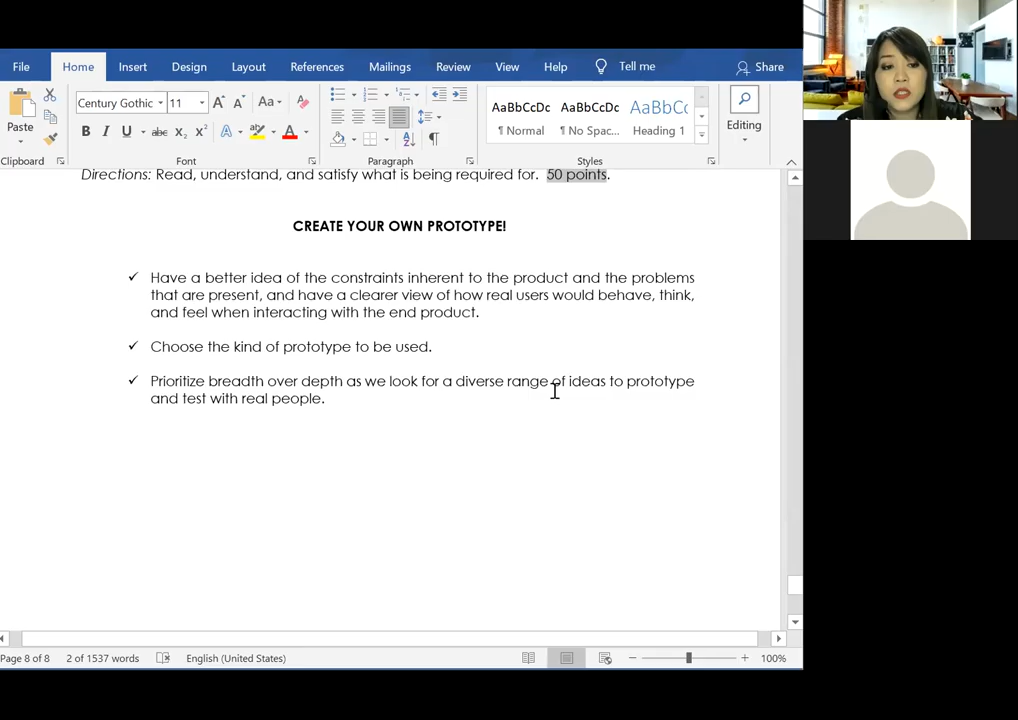 File Home Insert Design Layout References Mailings Review View Help Tell me Share
Century Gothic 11 Aa
Paste
B I U abc X₂ X² A A
AaBbCcDc AaBbCcDc AaBbCc
¶ Normal ¶ No Spac... Heading 1
Editing
Clipboard Font Paragraph Styles
Directions: Read, understand, and satisfy what is being required for. 50 points.
CREATE YOUR OWN PROTOTYPE!
✓ Have a better idea of the constraints inherent to the product and the problems
that are present, and have a clearer view of how real users would behave, think,
and feel when interacting with the end product.
✓ Choose the kind of prototype to be used.
✓ Prioritize breadth over depth as we look for a diverse range of ideas to prototype
and test with real people.
Page 8 of 8 2 of 1537 words English (United States) 100%